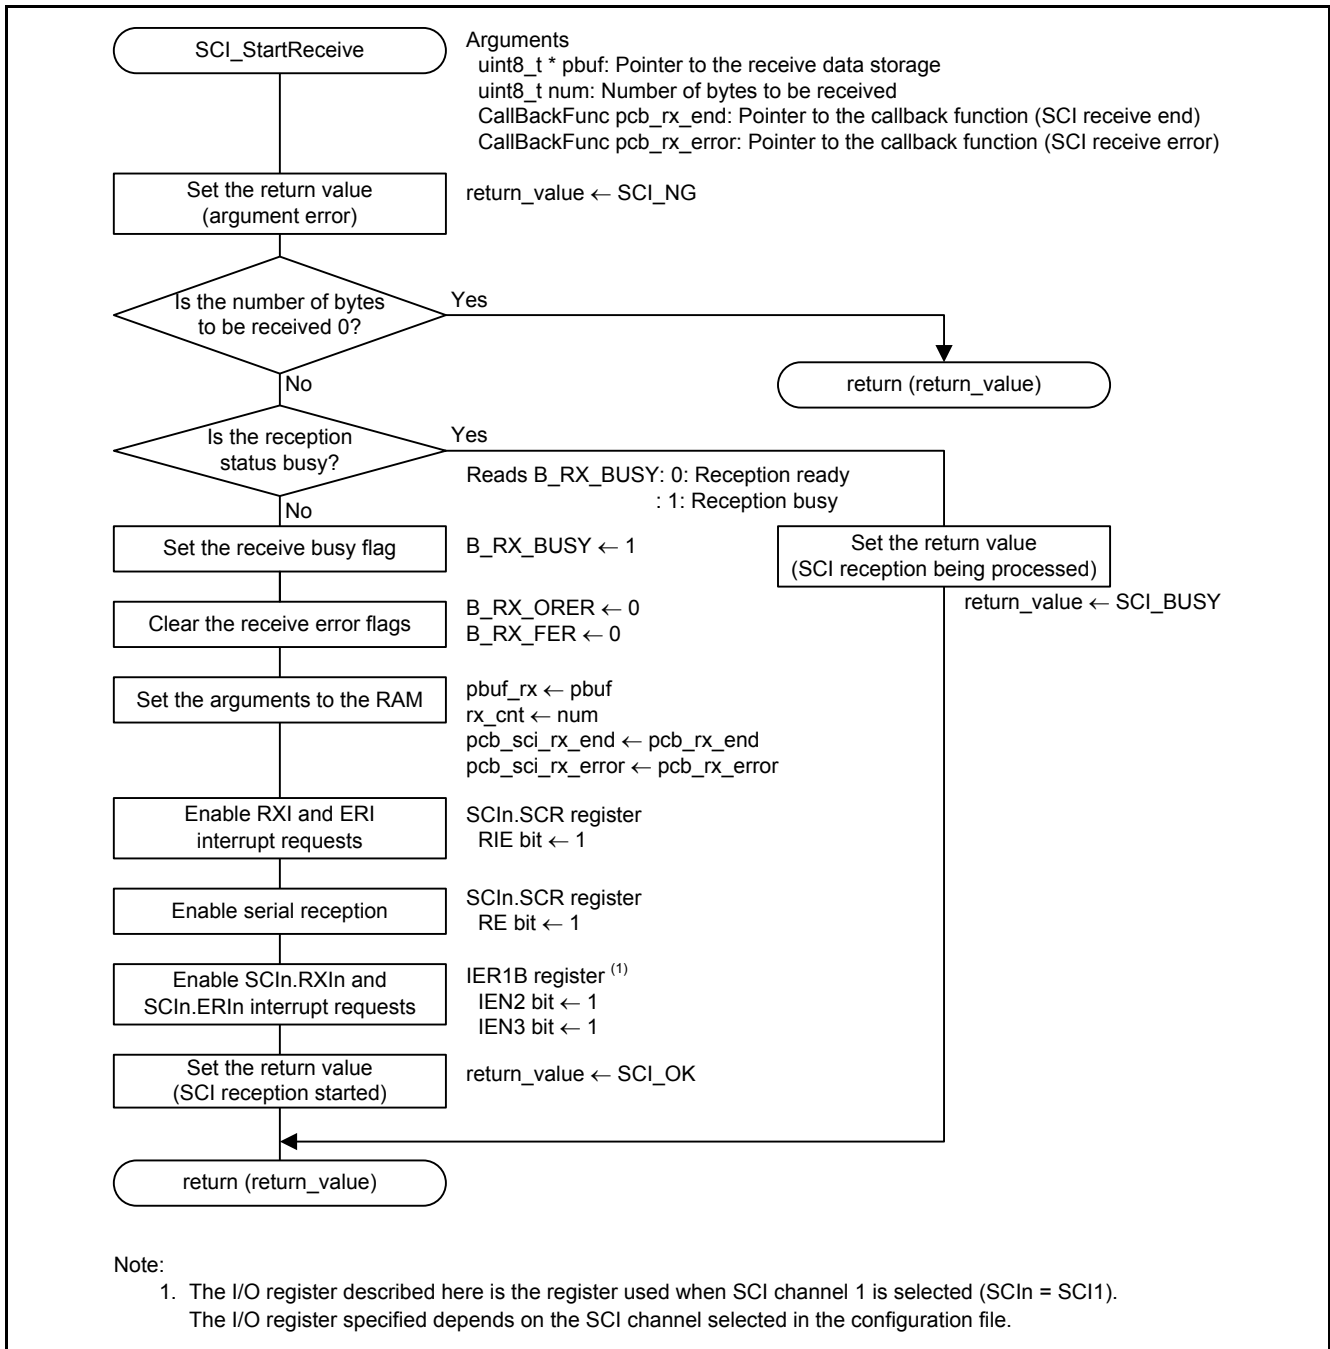 SCI_StartReceive
Arguments
uint8_t * pbuf: Pointer to the receive data storage
uint8_t num: Number of bytes to be received
CallBackFunc pcb_rx_end: Pointer to the callback function (SCI receive end)
CallBackFunc pcb_rx_error: Pointer to the callback function (SCI receive error)
Set the return value
(argument error)
return_value ← SCI_NG
Is the number of bytes
to be received 0?
Yes
No
return (return_value)
Is the reception
status busy?
Yes
Reads B_RX_BUSY: 0: Reception ready
: 1: Reception busy
No
Set the receive busy flag
B_RX_BUSY ← 1
Set the return value
(SCI reception being processed)
return_value ← SCI_BUSY
Clear the receive error flags
B_RX_ORER ← 0
B_RX_FER ← 0
Set the arguments to the RAM
pbuf_rx ← pbuf
rx_cnt ← num
pcb_sci_rx_end ← pcb_rx_end
pcb_sci_rx_error ← pcb_rx_error
Enable RXI and ERI
interrupt requests
SCIn.SCR register
RIE bit ← 1
Enable serial reception
SCIn.SCR register
RE bit ← 1
Enable SCIn.RXIn and
SCIn.ERIn interrupt requests
IER1B register (1)
IEN2 bit ← 1
IEN3 bit ← 1
Set the return value
(SCI reception started)
return_value ← SCI_OK
return (return_value)
Note:
1. The I/O register described here is the register used when SCI channel 1 is selected (SCIn = SCI1).
The I/O register specified depends on the SCI channel selected in the configuration file.